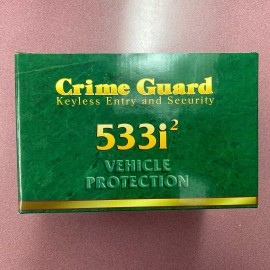 Crime Guard
Keyless Entry and Security
533i²
VEHICLE
PROTECTION